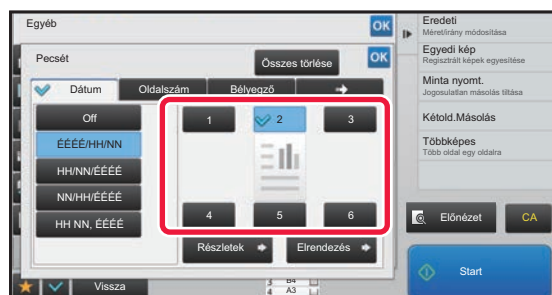 Egyéb
OK
Pecsét
Összes törlése
OK
Dátum
Oldalszám
Bélyegző
Off
ÉÉÉÉ/HH/NN
HH/NN/ÉÉÉÉ
NN/HH/ÉÉÉÉ
HH NN, ÉÉÉÉ
1
2
3
4
5
6
Részletek
Elrendezés
Vissza
3 B4
4 A3
Eredeti
Méret/irány módosítása
Egyedi kép
Regisztrált képek egyesítése
Minta nyomt.
Jogosulatlan másolás tiltása
Kétold.Másolás
Többképes
Több oldal egy oldalra
Előnézet
CA
Start